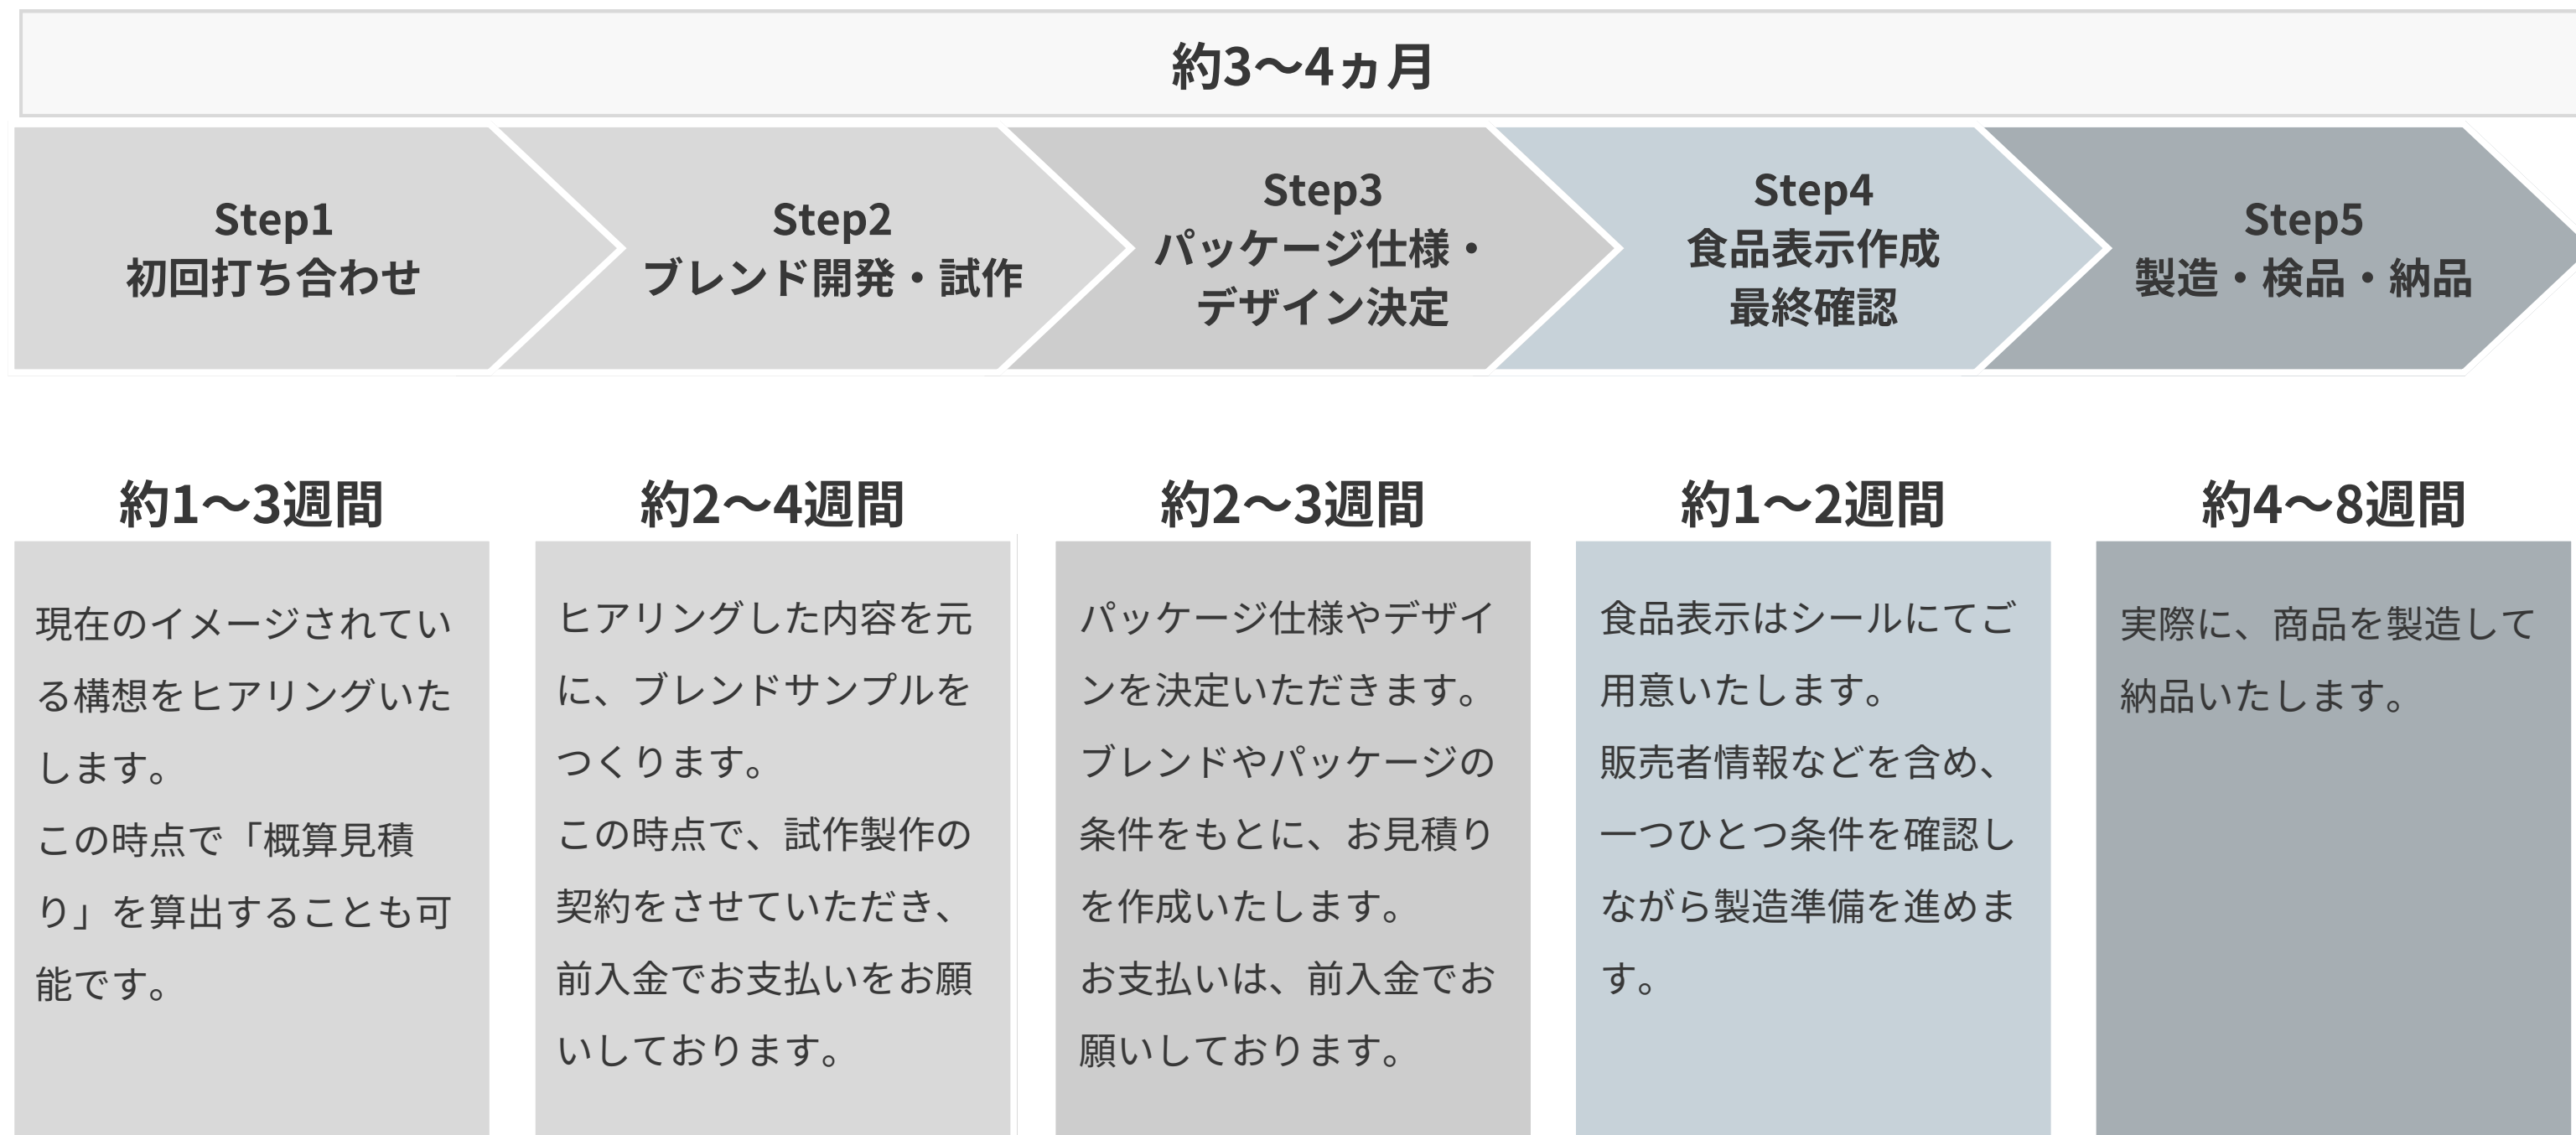 約3〜4ヵ月
Step1
初回打ち合わせ
Step2
ブレンド開発・試作
Step3
パッケージ仕様・
デザイン決定
Step4
食品表示作成
最終確認
Step5
製造・検品・納品
約1〜3週間
現在のイメージされてい
る構想をヒアリングいた
します。
この時点で「概算見積
り」を算出することも可
能です。
約2〜4週間
ヒアリングした内容を元
に、ブレンドサンプルを
つくります。
この時点で、試作製作の
契約をさせていただき、
前入金でお支払いをお願
いしております。
約2〜3週間
パッケージ仕様やデザイ
ンを決定いただきます。
ブレンドやパッケージの
条件をもとに、お見積り
を作成いたします。
お支払いは、前入金でお
願いしております。
約1〜2週間
食品表示はシールにてご
用意いたします。
販売者情報などを含め、
一つひとつ条件を確認し
ながら製造準備を進めま
す。
約4〜8週間
実際に、商品を製造して
納品いたします。